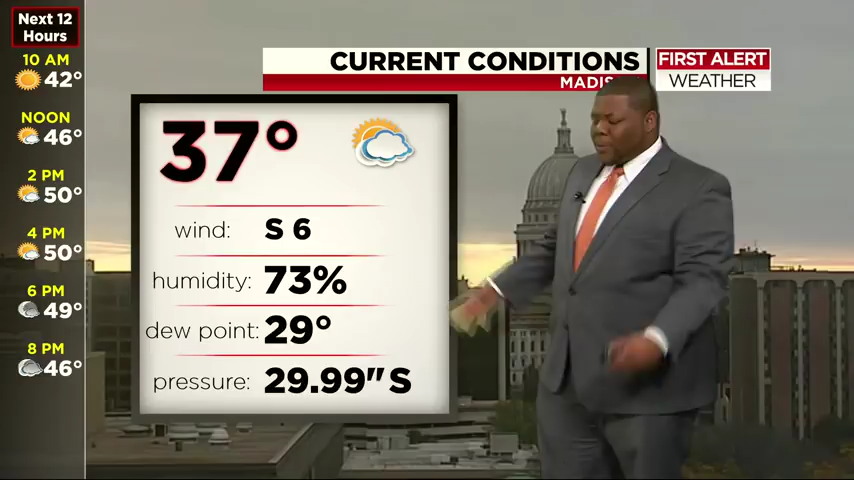 Next 12
Hours
10 AM
42°
NOON
46°
2 PM
50°
4 PM
50°
6 PM
49°
8 PM
46°
CURRENT CONDITIONS
FIRST ALERT
WEATHER
37°
wind: S 6
humidity: 73%
dew point: 29°
pressure: 29.99" S